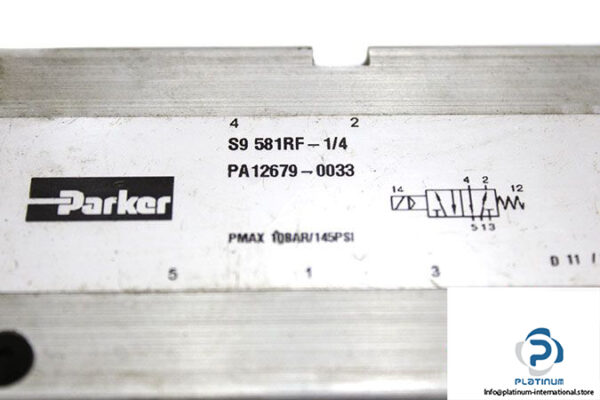 4 2
S9 581RF-1/4
PA12679-0033
Parker
14 4 2 12
5 1 3
PMAX 10BAR/145PSI
5 1 3
D 11 /
PLATINUM
Info@platinum-international.store